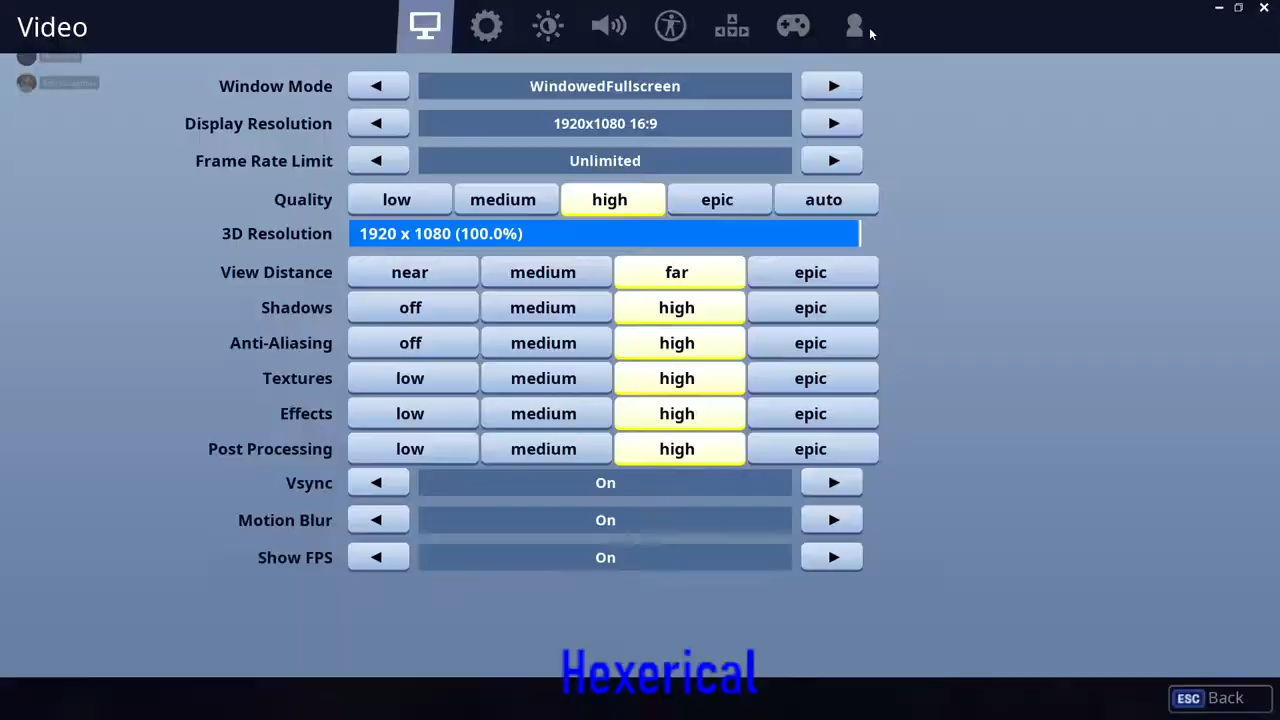 Video
Window Mode ◄ WindowedFullscreen ►
Display Resolution ◄ 1920x1080 16:9 ►
Frame Rate Limit ◄ Unlimited ►
Quality low medium high epic auto
3D Resolution 1920 x 1080 (100.0%)
View Distance near medium far epic
Shadows off medium high epic
Anti-Aliasing off medium high epic
Textures low medium high epic
Effects low medium high epic
Post Processing low medium high epic
Vsync ◄ On ►
Motion Blur ◄ On ►
Show FPS ◄ On ►
Hexerical
ESC Back